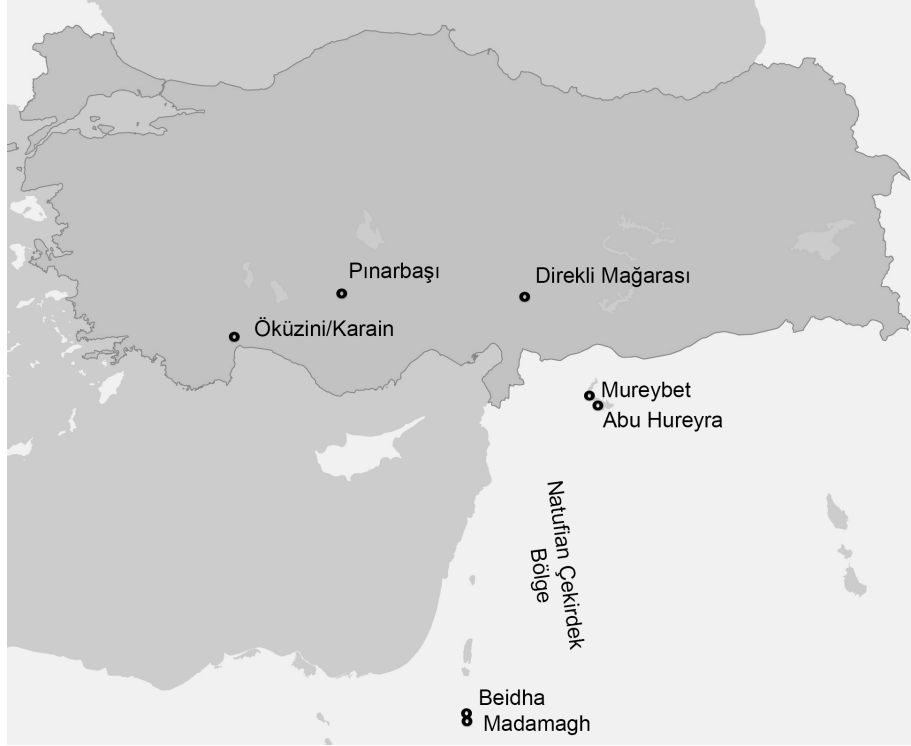 Pınarbaşı
Direkli Mağarası
Öküzini/Karain
Mureybet
Abu Hureyra
Natufian Çekirdek
Bölge
Beidha
Madamagh